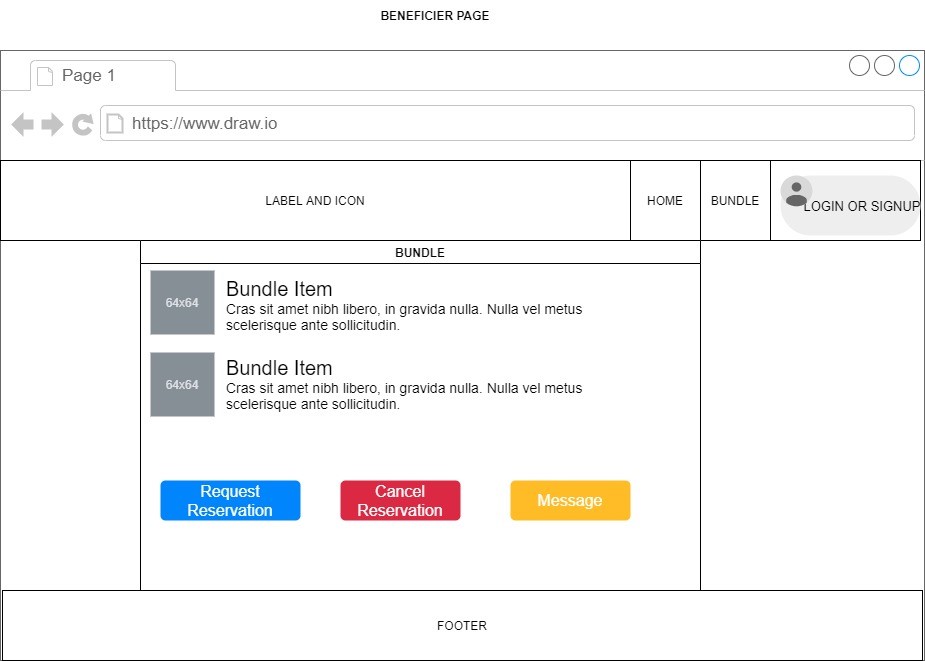 BENEFICIER PAGE
Page 1
https://www.draw.io
LABEL AND ICON
HOME
BUNDLE
LOGIN OR SIGNUP
BUNDLE
64x64
Bundle Item
Cras sit amet nibh libero, in gravida nulla. Nulla vel metus
scelerisque ante sollicitudin.
64x64
Bundle Item
Cras sit amet nibh libero, in gravida nulla. Nulla vel metus
scelerisque ante sollicitudin.
Request
Reservation
Cancel
Reservation
Message
FOOTER